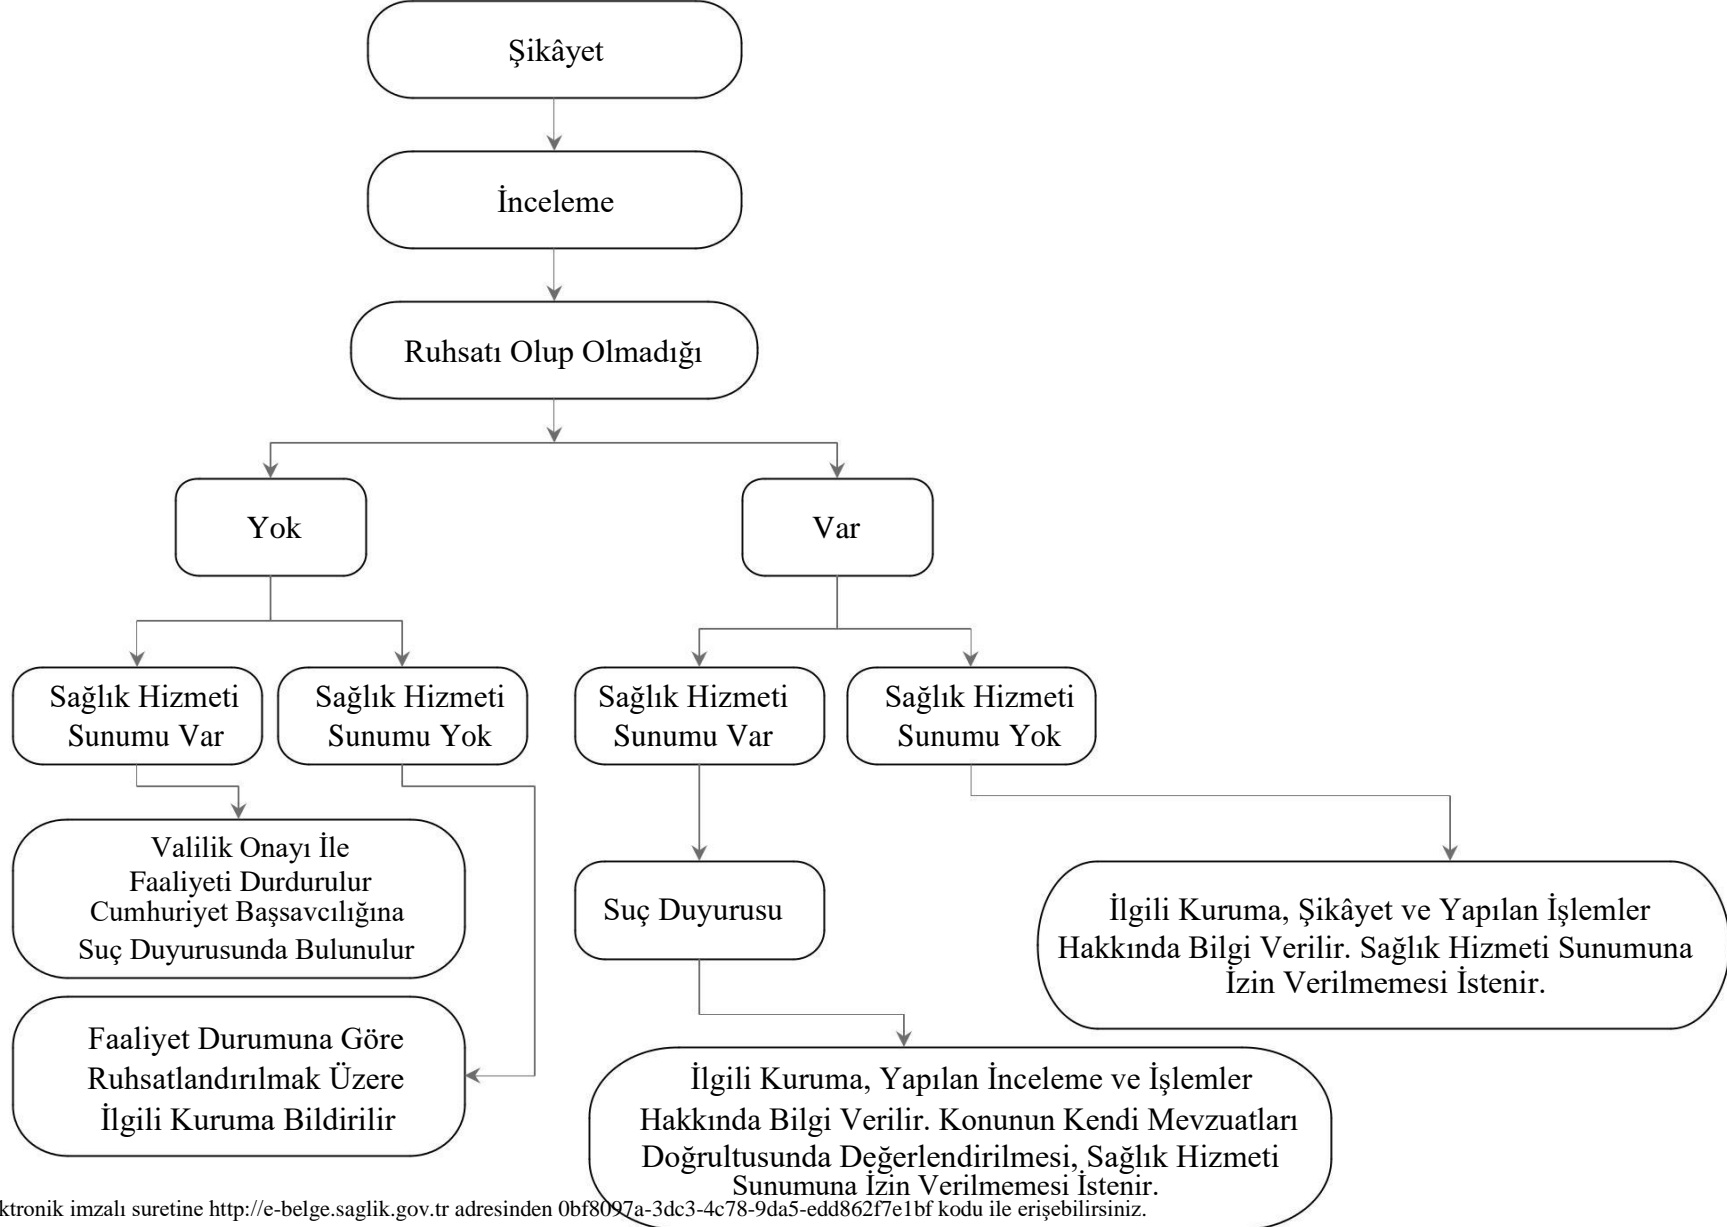 Şikâyet
İnceleme
Ruhsatı Olup Olmadığı
Yok
Var
Sağlık Hizmeti
Sunumu Var
Sağlık Hizmeti
Sunumu Yok
Sağlık Hizmeti
Sunumu Var
Sağlık Hizmeti
Sunumu Yok
Valilik Onayı İle
Faaliyeti Durdurulur
Cumhuriyet Başsavcılığına
Suç Duyurusunda Bulunulur
Suç Duyurusu
İlgili Kuruma, Şikâyet ve Yapılan İşlemler
Hakkında Bilgi Verilir. Sağlık Hizmeti Sunumuna
İzin Verilmemesi İstenir.
Faaliyet Durumuna Göre
Ruhsatlandırılmak Üzere
İlgili Kuruma Bildirilir
İlgili Kuruma, Yapılan İnceleme ve İşlemler
Hakkında Bilgi Verilir. Konunun Kendi Mevzuatları
Doğrultusunda Değerlendirilmesi, Sağlık Hizmeti
Sunumuna İzin Verilmemesi İstenir.
ktronik imzalı suretine http://e-belge.saglik.gov.tr adresinden 0bf8097a-3dc3-4c78-9da5-edd862f7e1bf kodu ile erişebilirsiniz.